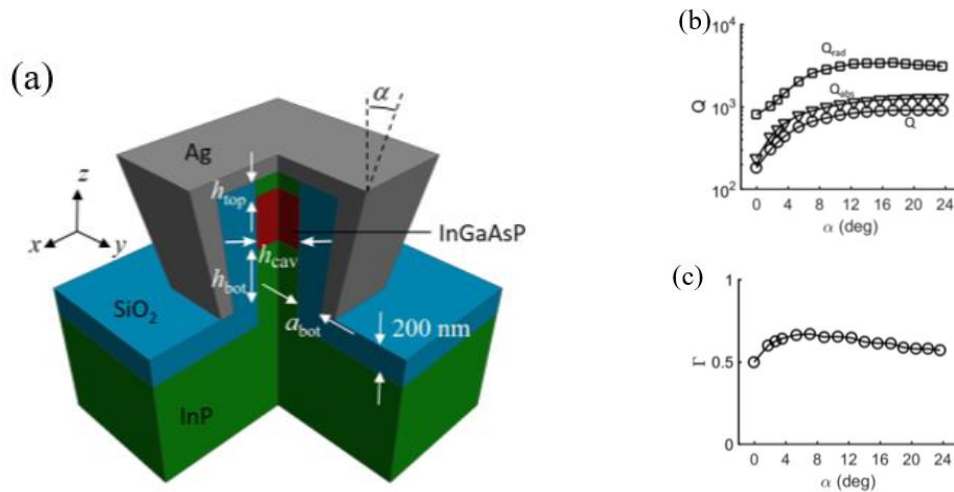 (a)
α
Ag
z
x
y
h_top
InGaAsP
h_cav
h_bot
SiO₂
a_bot
200 nm
InP
(b)
10⁴
Q_rad
Q_abs
Q
10³
Q
10²
0 4 8 12 16 20 24
α (deg)
(c)
1
Γ
0.5
0
0 4 8 12 16 20 24
α (deg)